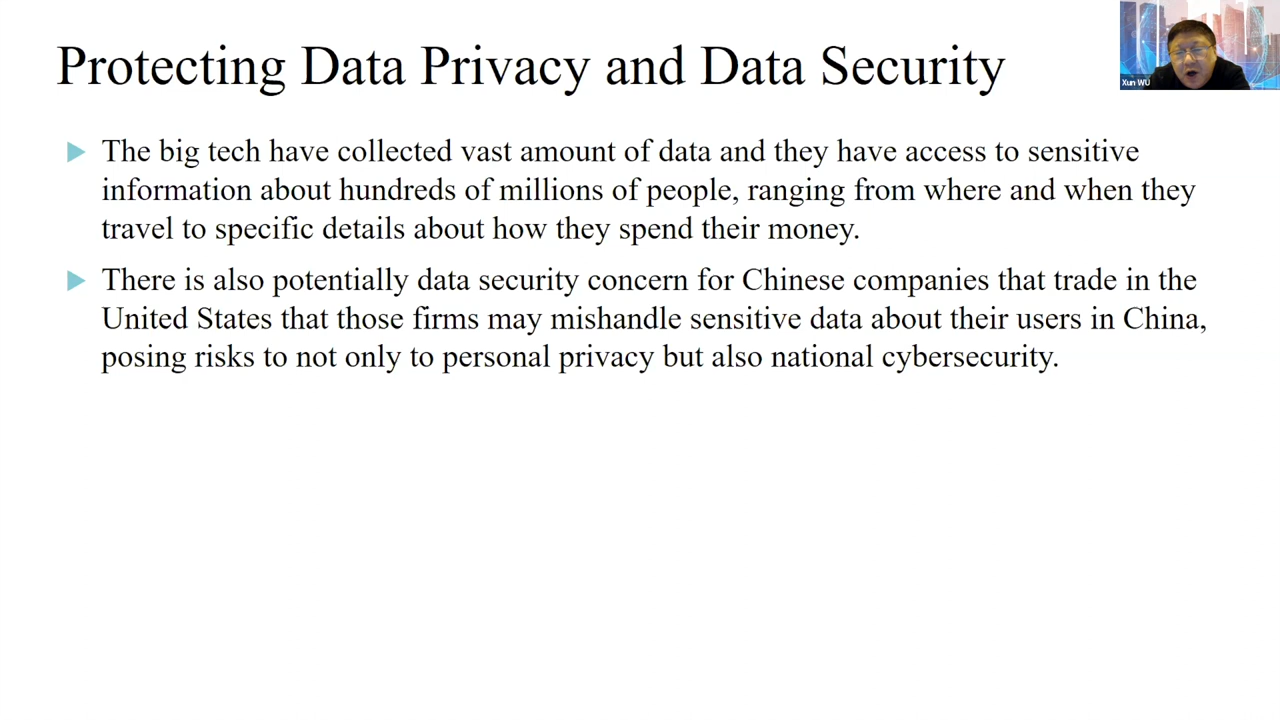 Protecting Data Privacy and Data Security
Xun WU
The big tech have collected vast amount of data and they have access to sensitive
information about hundreds of millions of people, ranging from where and when they
travel to specific details about how they spend their money.
There is also potentially data security concern for Chinese companies that trade in the
United States that those firms may mishandle sensitive data about their users in China,
posing risks to not only to personal privacy but also national cybersecurity.